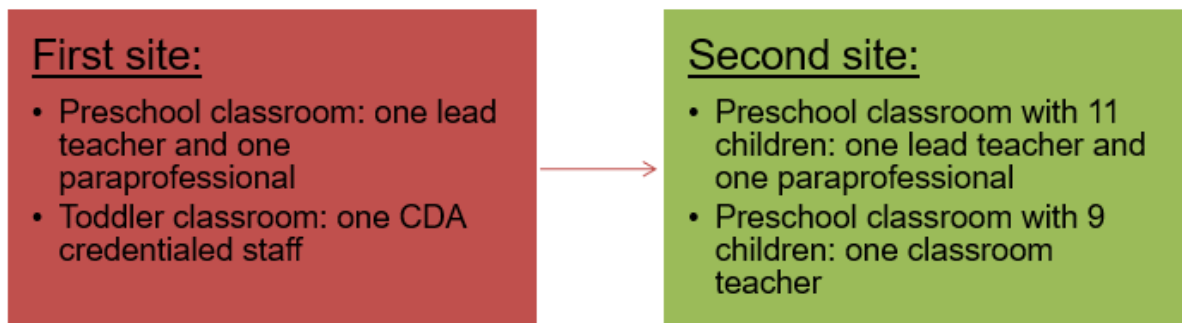 First site:
• Preschool classroom: one lead
teacher and one
paraprofessional
• Toddler classroom: one CDA
credentialed staff
Second site:
• Preschool classroom with 11
children: one lead teacher and
one paraprofessional
• Preschool classroom with 9
children: one classroom
teacher